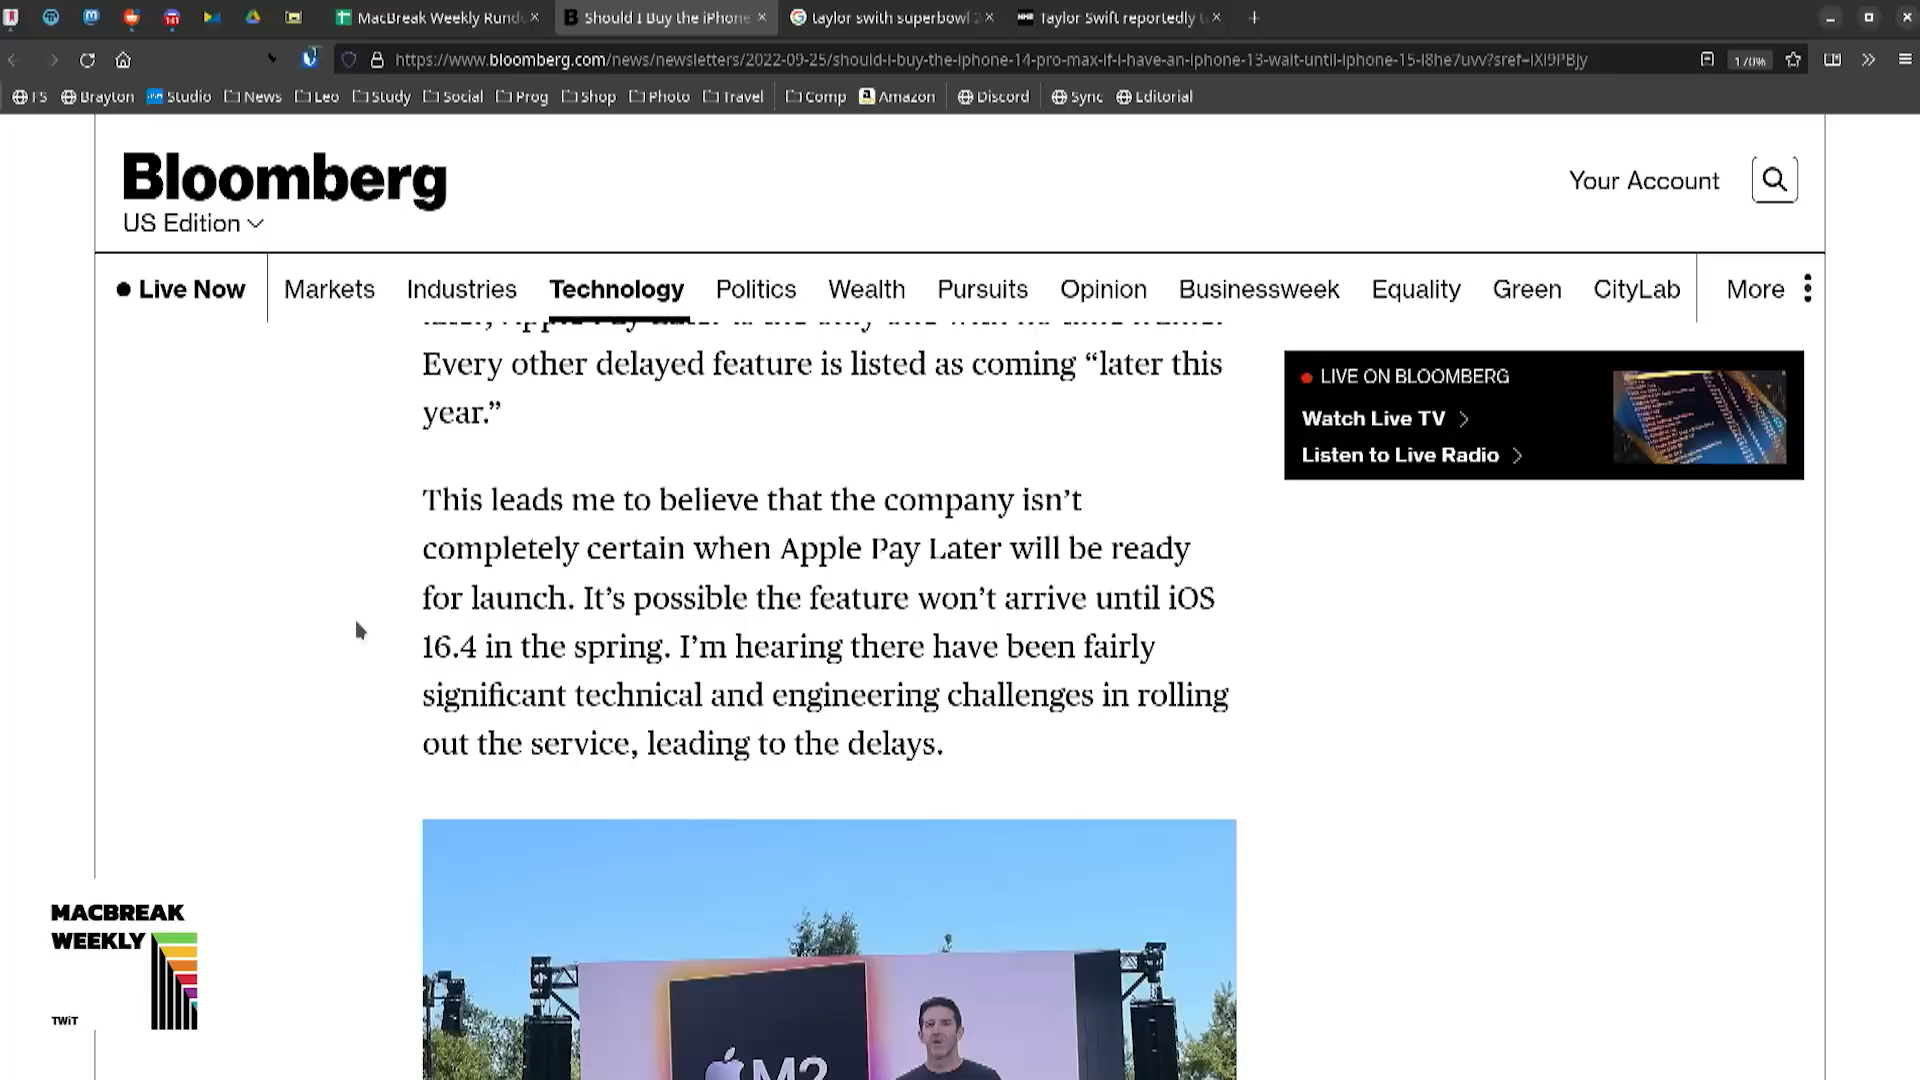 MacBreak Weekly Rund
Should I Buy the iPhone
taylor swith superbowl 2
Taylor Swift reportedly t
https://www.bloomberg.com/news/newsletters/2022-09-25/should-i-buy-the-iphone-14-pro-max-if-i-have-an-iphone-13-wait-until-iphone-15-l8he7uvv?sref=lXI9PBJy
170%
FS Brayton Studio News Leo Study Social Prog Shop Photo Travel Comp Amazon Discord Sync Editorial
Bloomberg
US Edition
Your Account
Live Now Markets Industries Technology Politics Wealth Pursuits Opinion Businessweek Equality Green CityLab More
Every other delayed feature is listed as coming “later this
year.”
This leads me to believe that the company isn’t
completely certain when Apple Pay Later will be ready
for launch. It’s possible the feature won’t arrive until iOS
16.4 in the spring. I’m hearing there have been fairly
significant technical and engineering challenges in rolling
out the service, leading to the delays.
LIVE ON BLOOMBERG
Watch Live TV
Listen to Live Radio
M2
MACBREAK
WEEKLY
TWiT